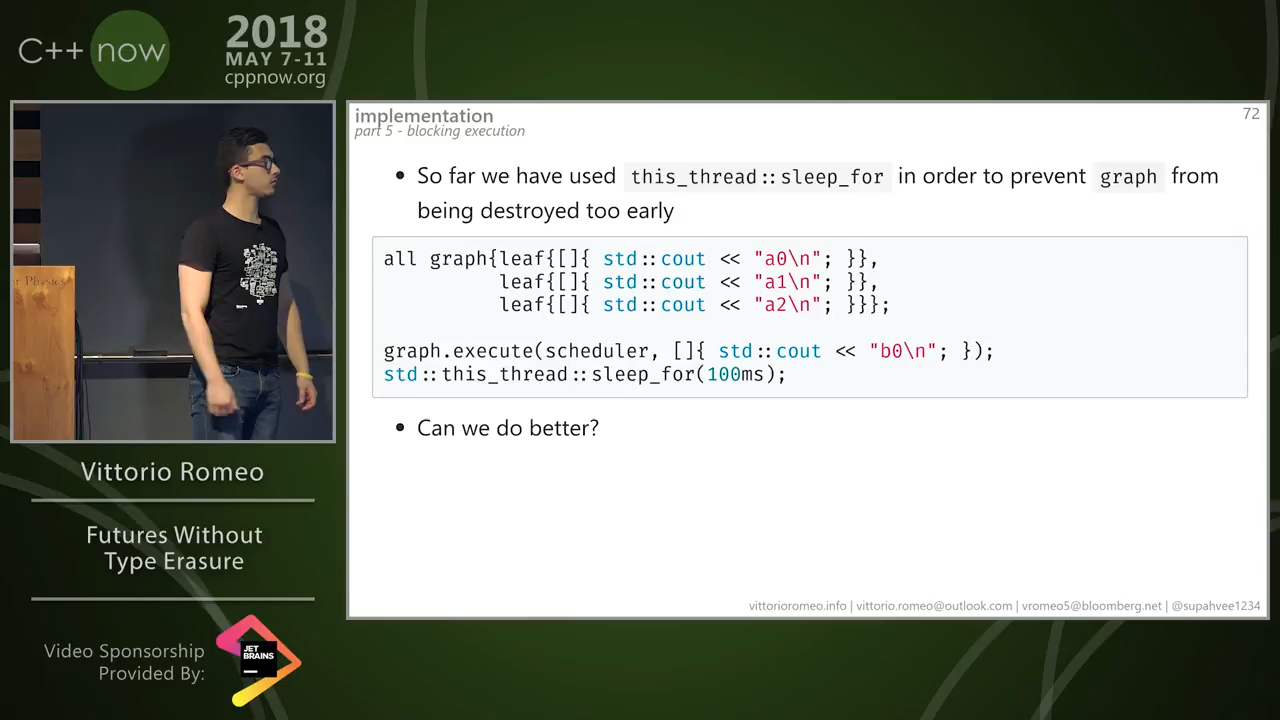 C++ now
2018
MAY 7-11
cppnow.org
r Physics
Vittorio Romeo
Futures Without
Type Erasure
Video Sponsorship
Provided By:
JET
BRAINS
implementation
72
part 5 - blocking execution
• So far we have used this_thread::sleep_for in order to prevent graph from
being destroyed too early
all graph{leaf{[]{ std::cout << "a0\n"; }},
leaf{[]{ std::cout << "a1\n"; }},
leaf{[]{ std::cout << "a2\n"; }}};
graph.execute(scheduler, []{ std::cout << "b0\n"; });
std::this_thread::sleep_for(100ms);
• Can we do better?
vittorioromeo.info | vittorio.romeo@outlook.com | vromeo5@bloomberg.net | @supahvee1234